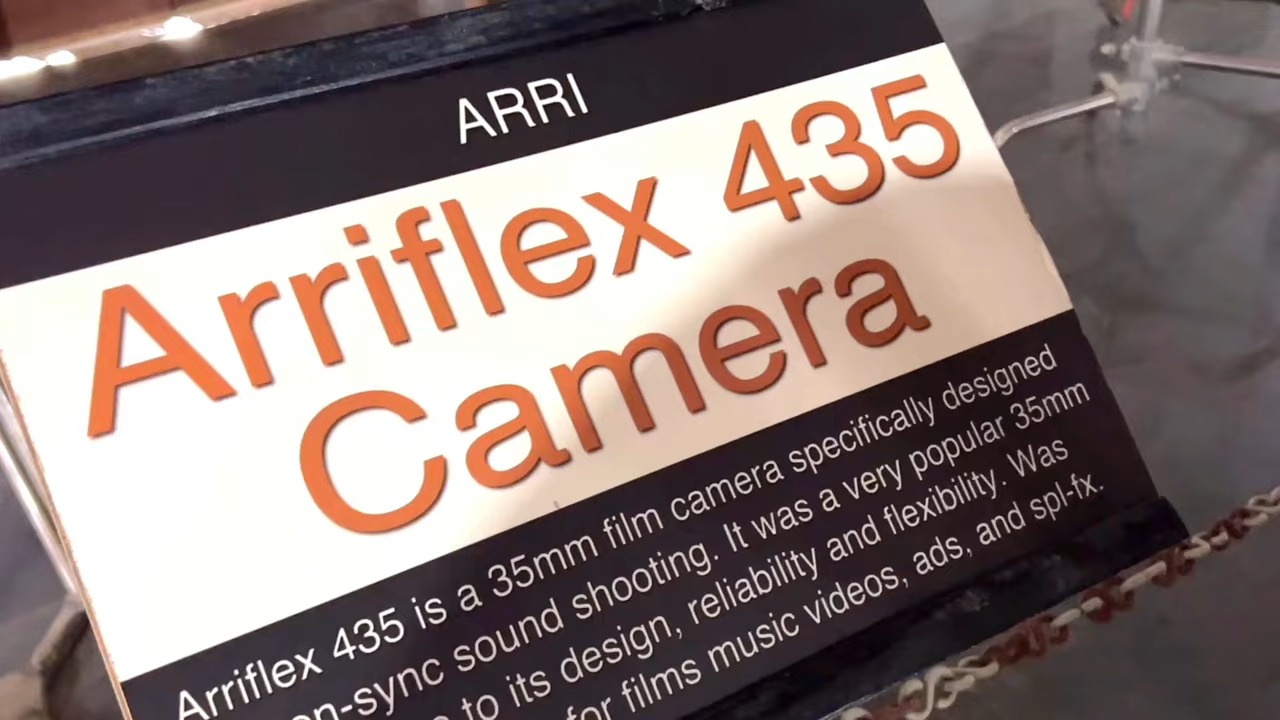 ARRI
Arriflex 435
Camera
Arriflex 435 is a 35mm film camera specifically designed
-sync sound shooting. It was a very popular 35mm
to its design, reliability and flexibility. Was
for films music videos, ads, and spl-fx.